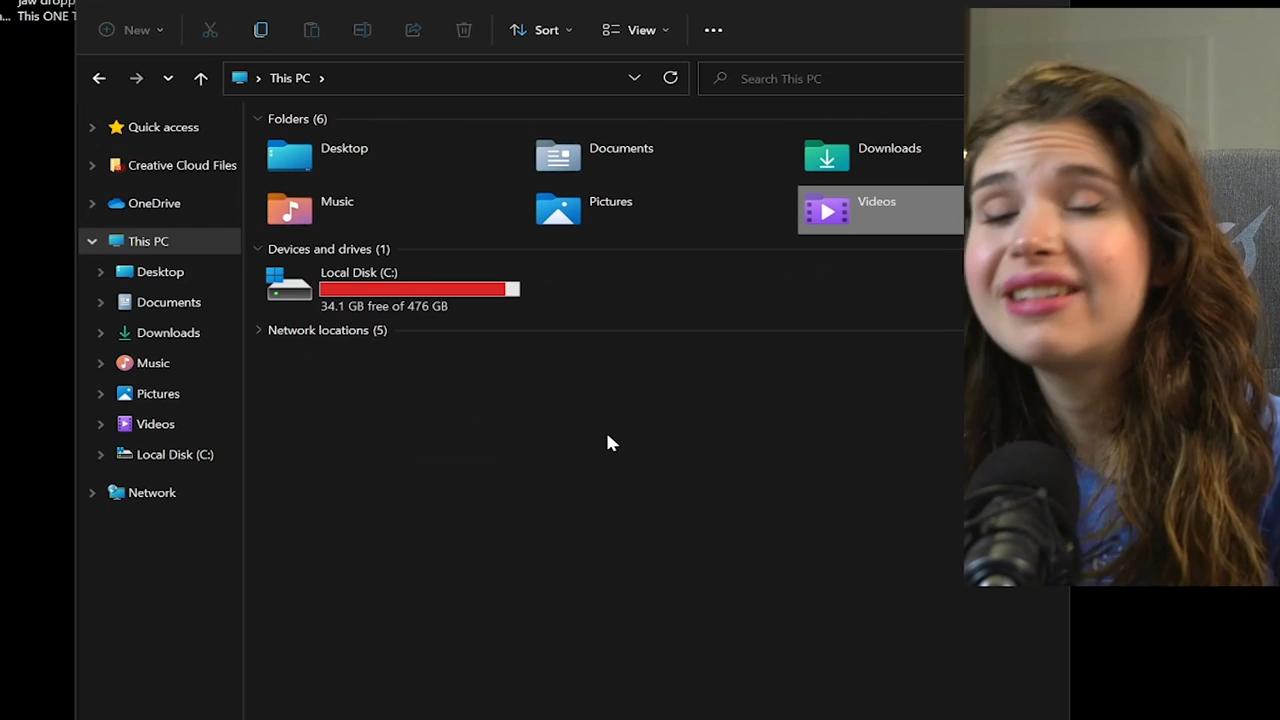 jaw dropp
This ONE T
New
Sort
View
This PC
Search This PC
Quick access
Creative Cloud Files
OneDrive
This PC
Desktop
Documents
Downloads
Music
Pictures
Videos
Local Disk (C:)
Network
Folders (6)
Desktop
Documents
Downloads
Music
Pictures
Videos
Devices and drives (1)
Local Disk (C:)
34.1 GB free of 476 GB
Network locations (5)